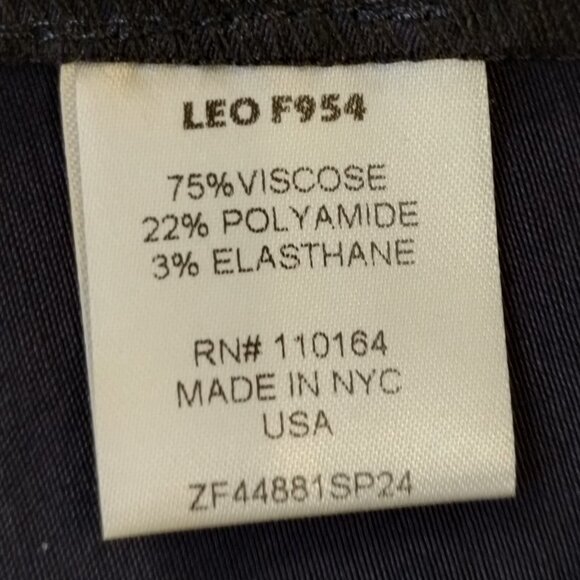 LEO F954
75%VISCOSE
22% POLYAMIDE
3% ELASTHANE
RN# 110164
MADE IN NYC
USA
ZF44881SP24